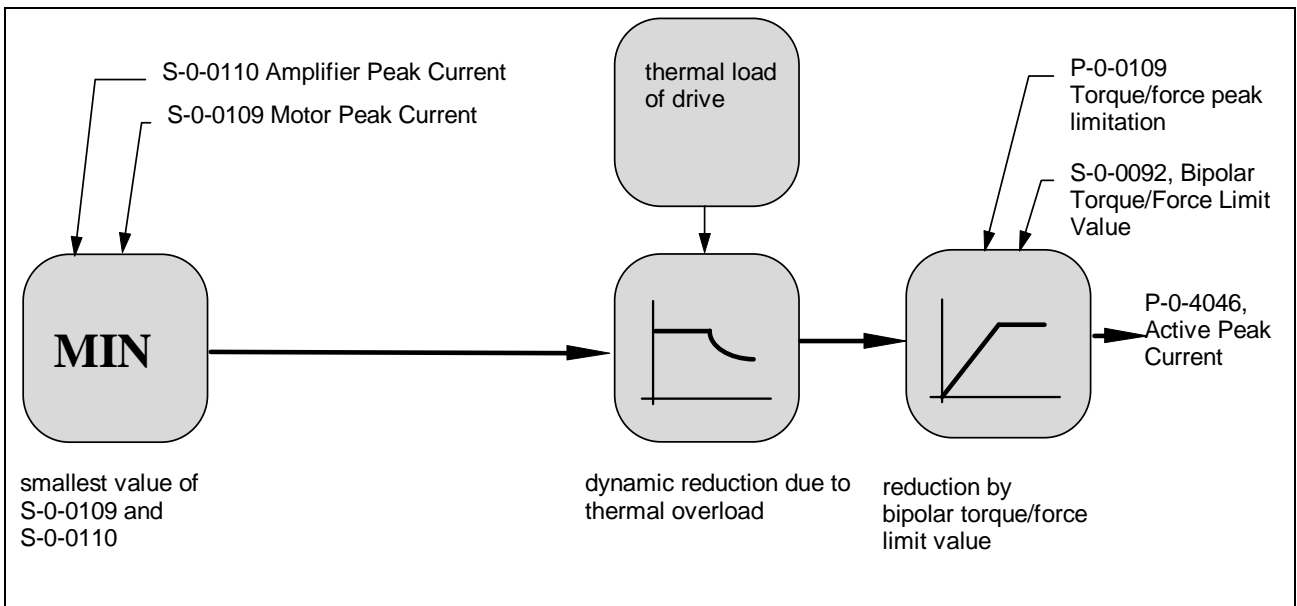 S-0-0110 Amplifier Peak Current
S-0-0109 Motor Peak Current
thermal load
of drive
P-0-0109
Torque/force peak
limitation
S-0-0092, Bipolar
Torque/Force Limit
Value
MIN
P-0-4046,
Active Peak
Current
smallest value of
S-0-0109 and
S-0-0110
dynamic reduction due to
thermal overload
reduction by
bipolar torque/force
limit value